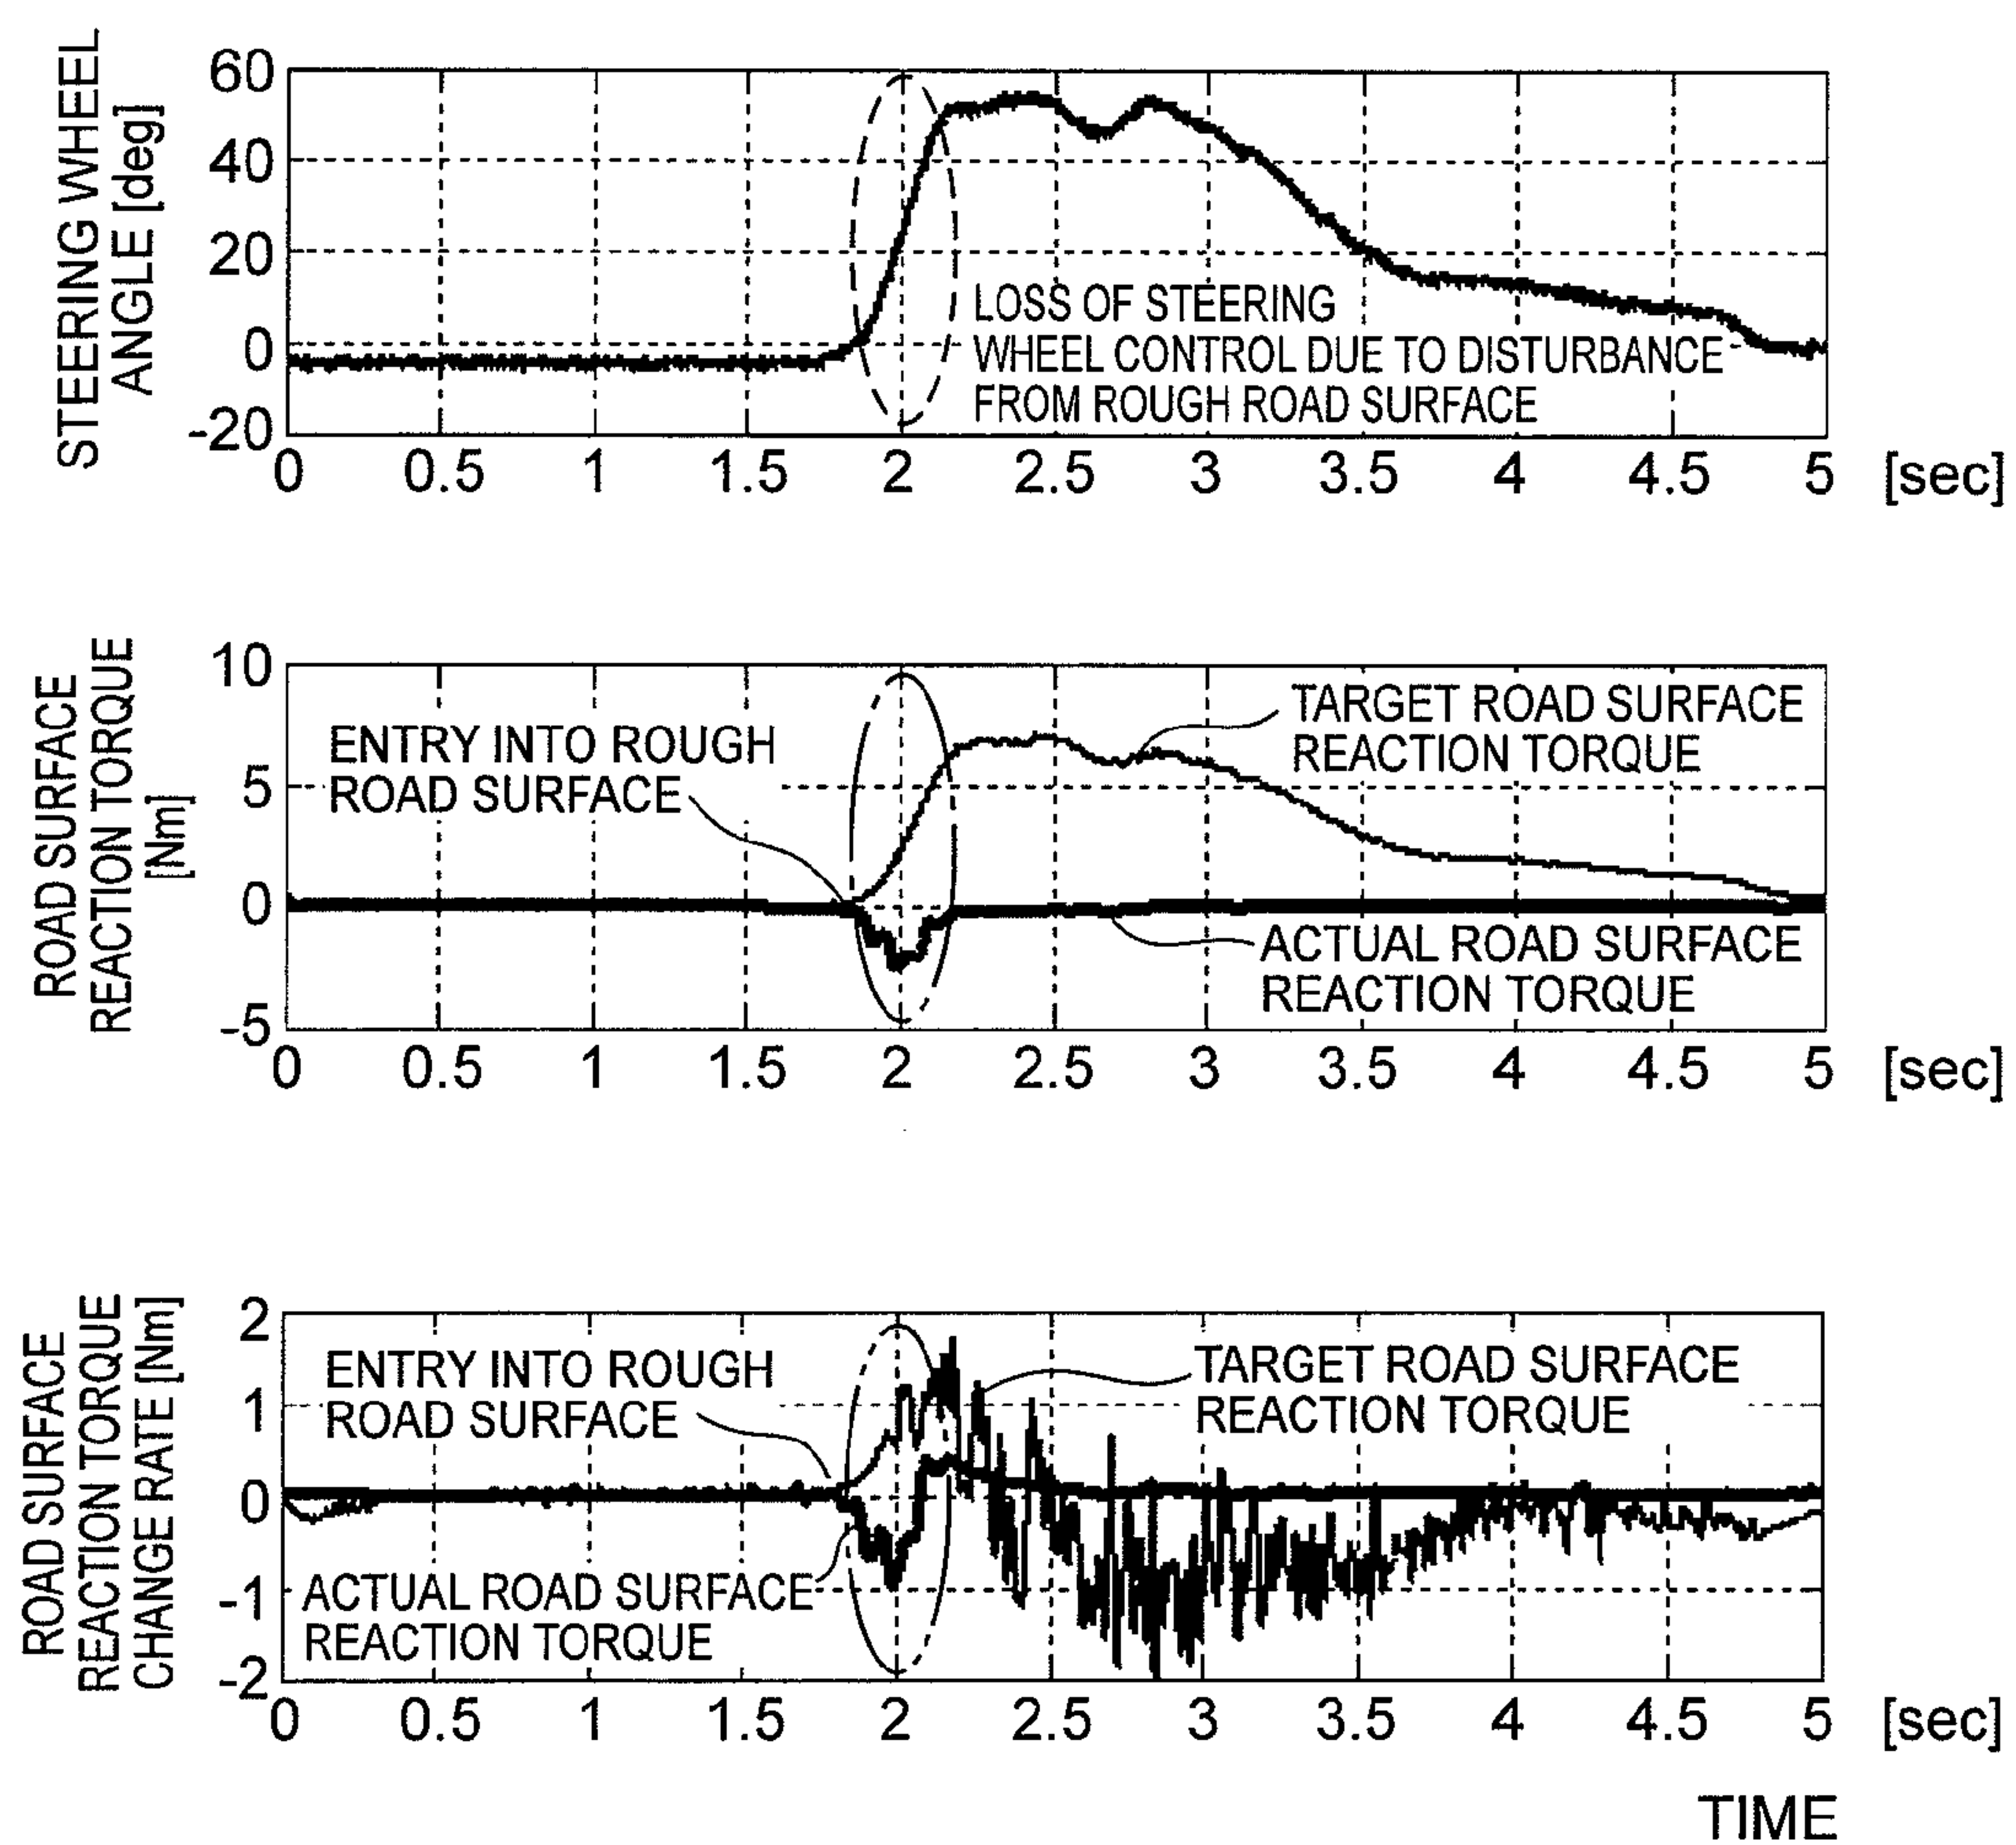 STEERING WHEEL
ANGLE [deg]
60
40
20
0
-20
LOSS OF STEERING
WHEEL CONTROL DUE TO DISTURBANCE
FROM ROUGH ROAD SURFACE
0 0.5 1 1.5 2 2.5 3 3.5 4 4.5 5 [sec]
ROAD SURFACE
REACTION TORQUE
[Nm]
10
5
0
-5
ENTRY INTO ROUGH
ROAD SURFACE
TARGET ROAD SURFACE
REACTION TORQUE
ACTUAL ROAD SURFACE
REACTION TORQUE
0 0.5 1 1.5 2 2.5 3 3.5 4 4.5 5 [sec]
ROAD SURFACE
REACTION TORQUE
CHANGE RATE [Nm]
2
1
0
-1
-2
ENTRY INTO ROUGH
ROAD SURFACE
TARGET ROAD SURFACE
REACTION TORQUE
ACTUAL ROAD SURFACE
REACTION TORQUE
0 0.5 1 1.5 2 2.5 3 3.5 4 4.5 5 [sec]
TIME